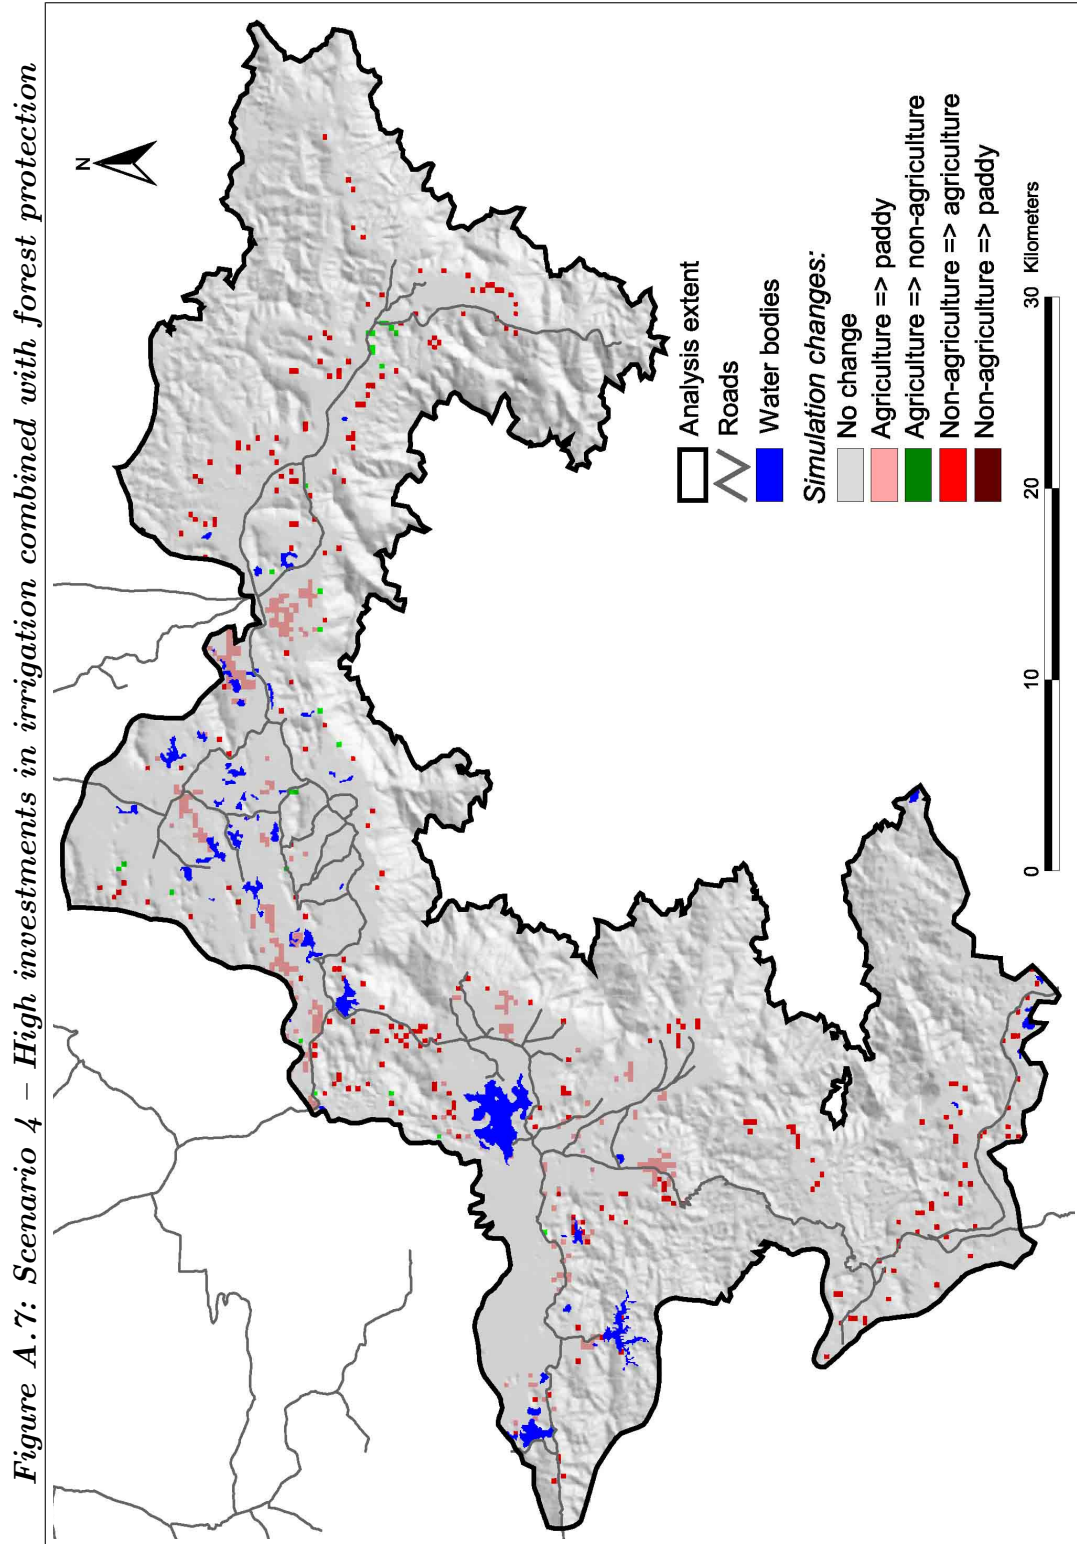 Figure A.7: Scenario 4 – High investments in irrigation combined with forest protection
N
Analysis extent
Roads
Water bodies
Simulation changes:
No change
Agriculture => paddy
Agriculture => non-agriculture
Non-agriculture => agriculture
Non-agriculture => paddy
0 10 20 30 Kilometers